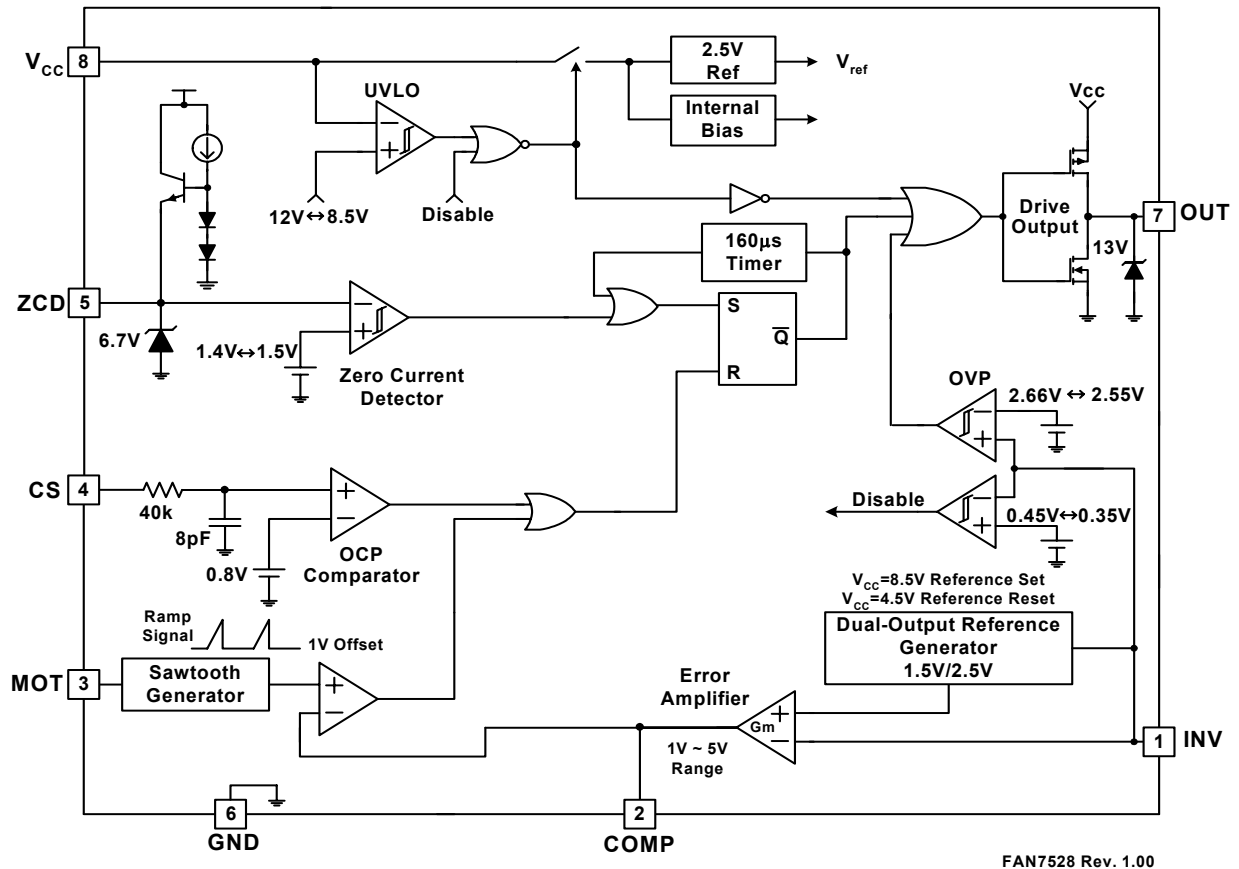 V_CC 8
2.5V
Ref
V_ref
UVLO
Internal
Bias
Vcc
− +
12V↔8.5V
Disable
160μs
Timer
Drive
Output
7 OUT
13V
ZCD 5
6.7V
− +
1.4V↔1.5V
Zero Current
Detector
S
Q̅
R
OVP
2.66V ↔ 2.55V
− +
CS 4
40k
8pF
+ −
0.8V
OCP
Comparator
Disable
− +
0.45V↔0.35V
V_CC=8.5V Reference Set
V_CC=4.5V Reference Reset
Dual-Output Reference
Generator
1.5V/2.5V
Ramp
Signal
1V Offset
MOT 3
Sawtooth
Generator
+ −
Error
Amplifier
Gm
+ −
1V ~ 5V
Range
1 INV
6
GND
2
COMP
FAN7528 Rev. 1.00